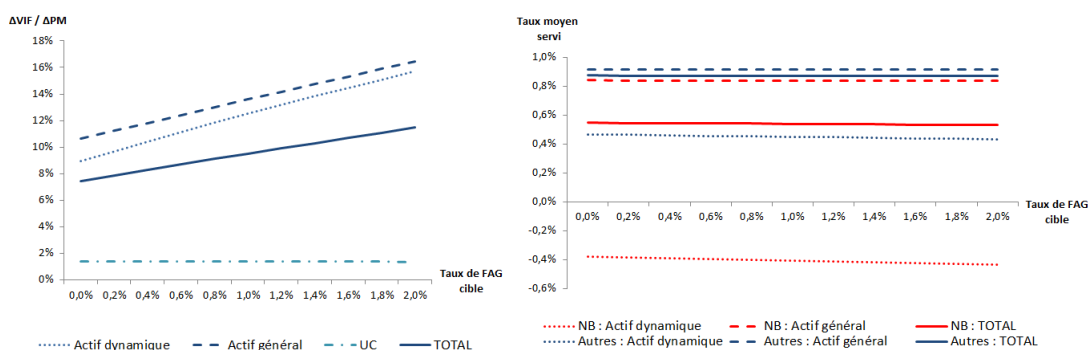 ΔVIF / ΔPM
18%
16%
14%
12%
10%
8%
6%
4%
2%
0%
0,0% 0,2% 0,4% 0,6% 0,8% 1,0% 1,2% 1,4% 1,6% 1,8% 2,0%
Taux de FAG
cible
Actif dynamique Actif général UC TOTAL
Taux moyen
servi
1,0%
0,8%
0,6%
0,4%
0,2%
0,0%
-0,2%
-0,4%
-0,6%
0,0% 0,2% 0,4% 0,6% 0,8% 1,0% 1,2% 1,4% 1,6% 1,8% 2,0%
Taux de FAG
cible
NB : Actif dynamique NB : Actif général NB : TOTAL
Autres : Actif dynamique Autres : Actif général Autres : TOTAL